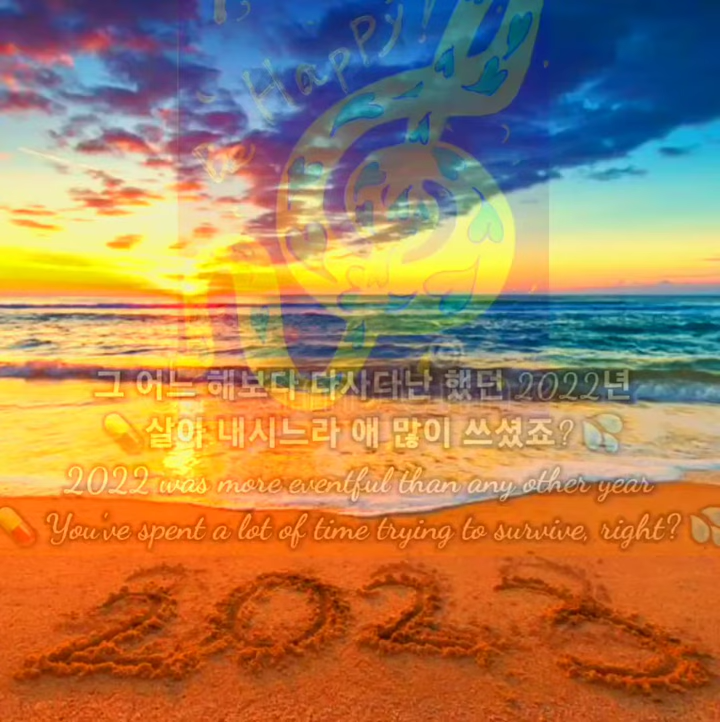 be Happy!
그 어느 해보다 다사다난 했던 2022년
💊살아 내시느라 애 많이 쓰셨죠?💦
2022 was more eventful than any other year
💊You've spent a lot of time trying to survive, right?💦
2023